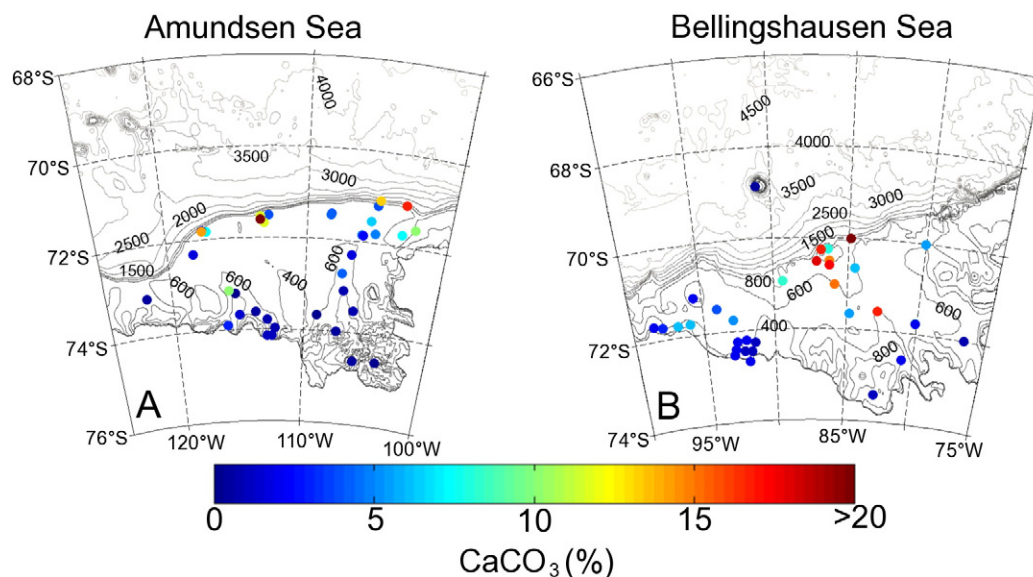 Amundsen Sea
Bellingshausen Sea
68°S
70°S
72°S
74°S
76°S
120°W
110°W
100°W
4000
3500
3000
2000
2500
1500
600
600
400
600
A
66°S
68°S
70°S
72°S
74°S
95°W
85°W
75°W
4500
4000
3500
3000
2500
1500
800
600
400
600
800
B
0
5
10
15
>20
CaCO3 (%)